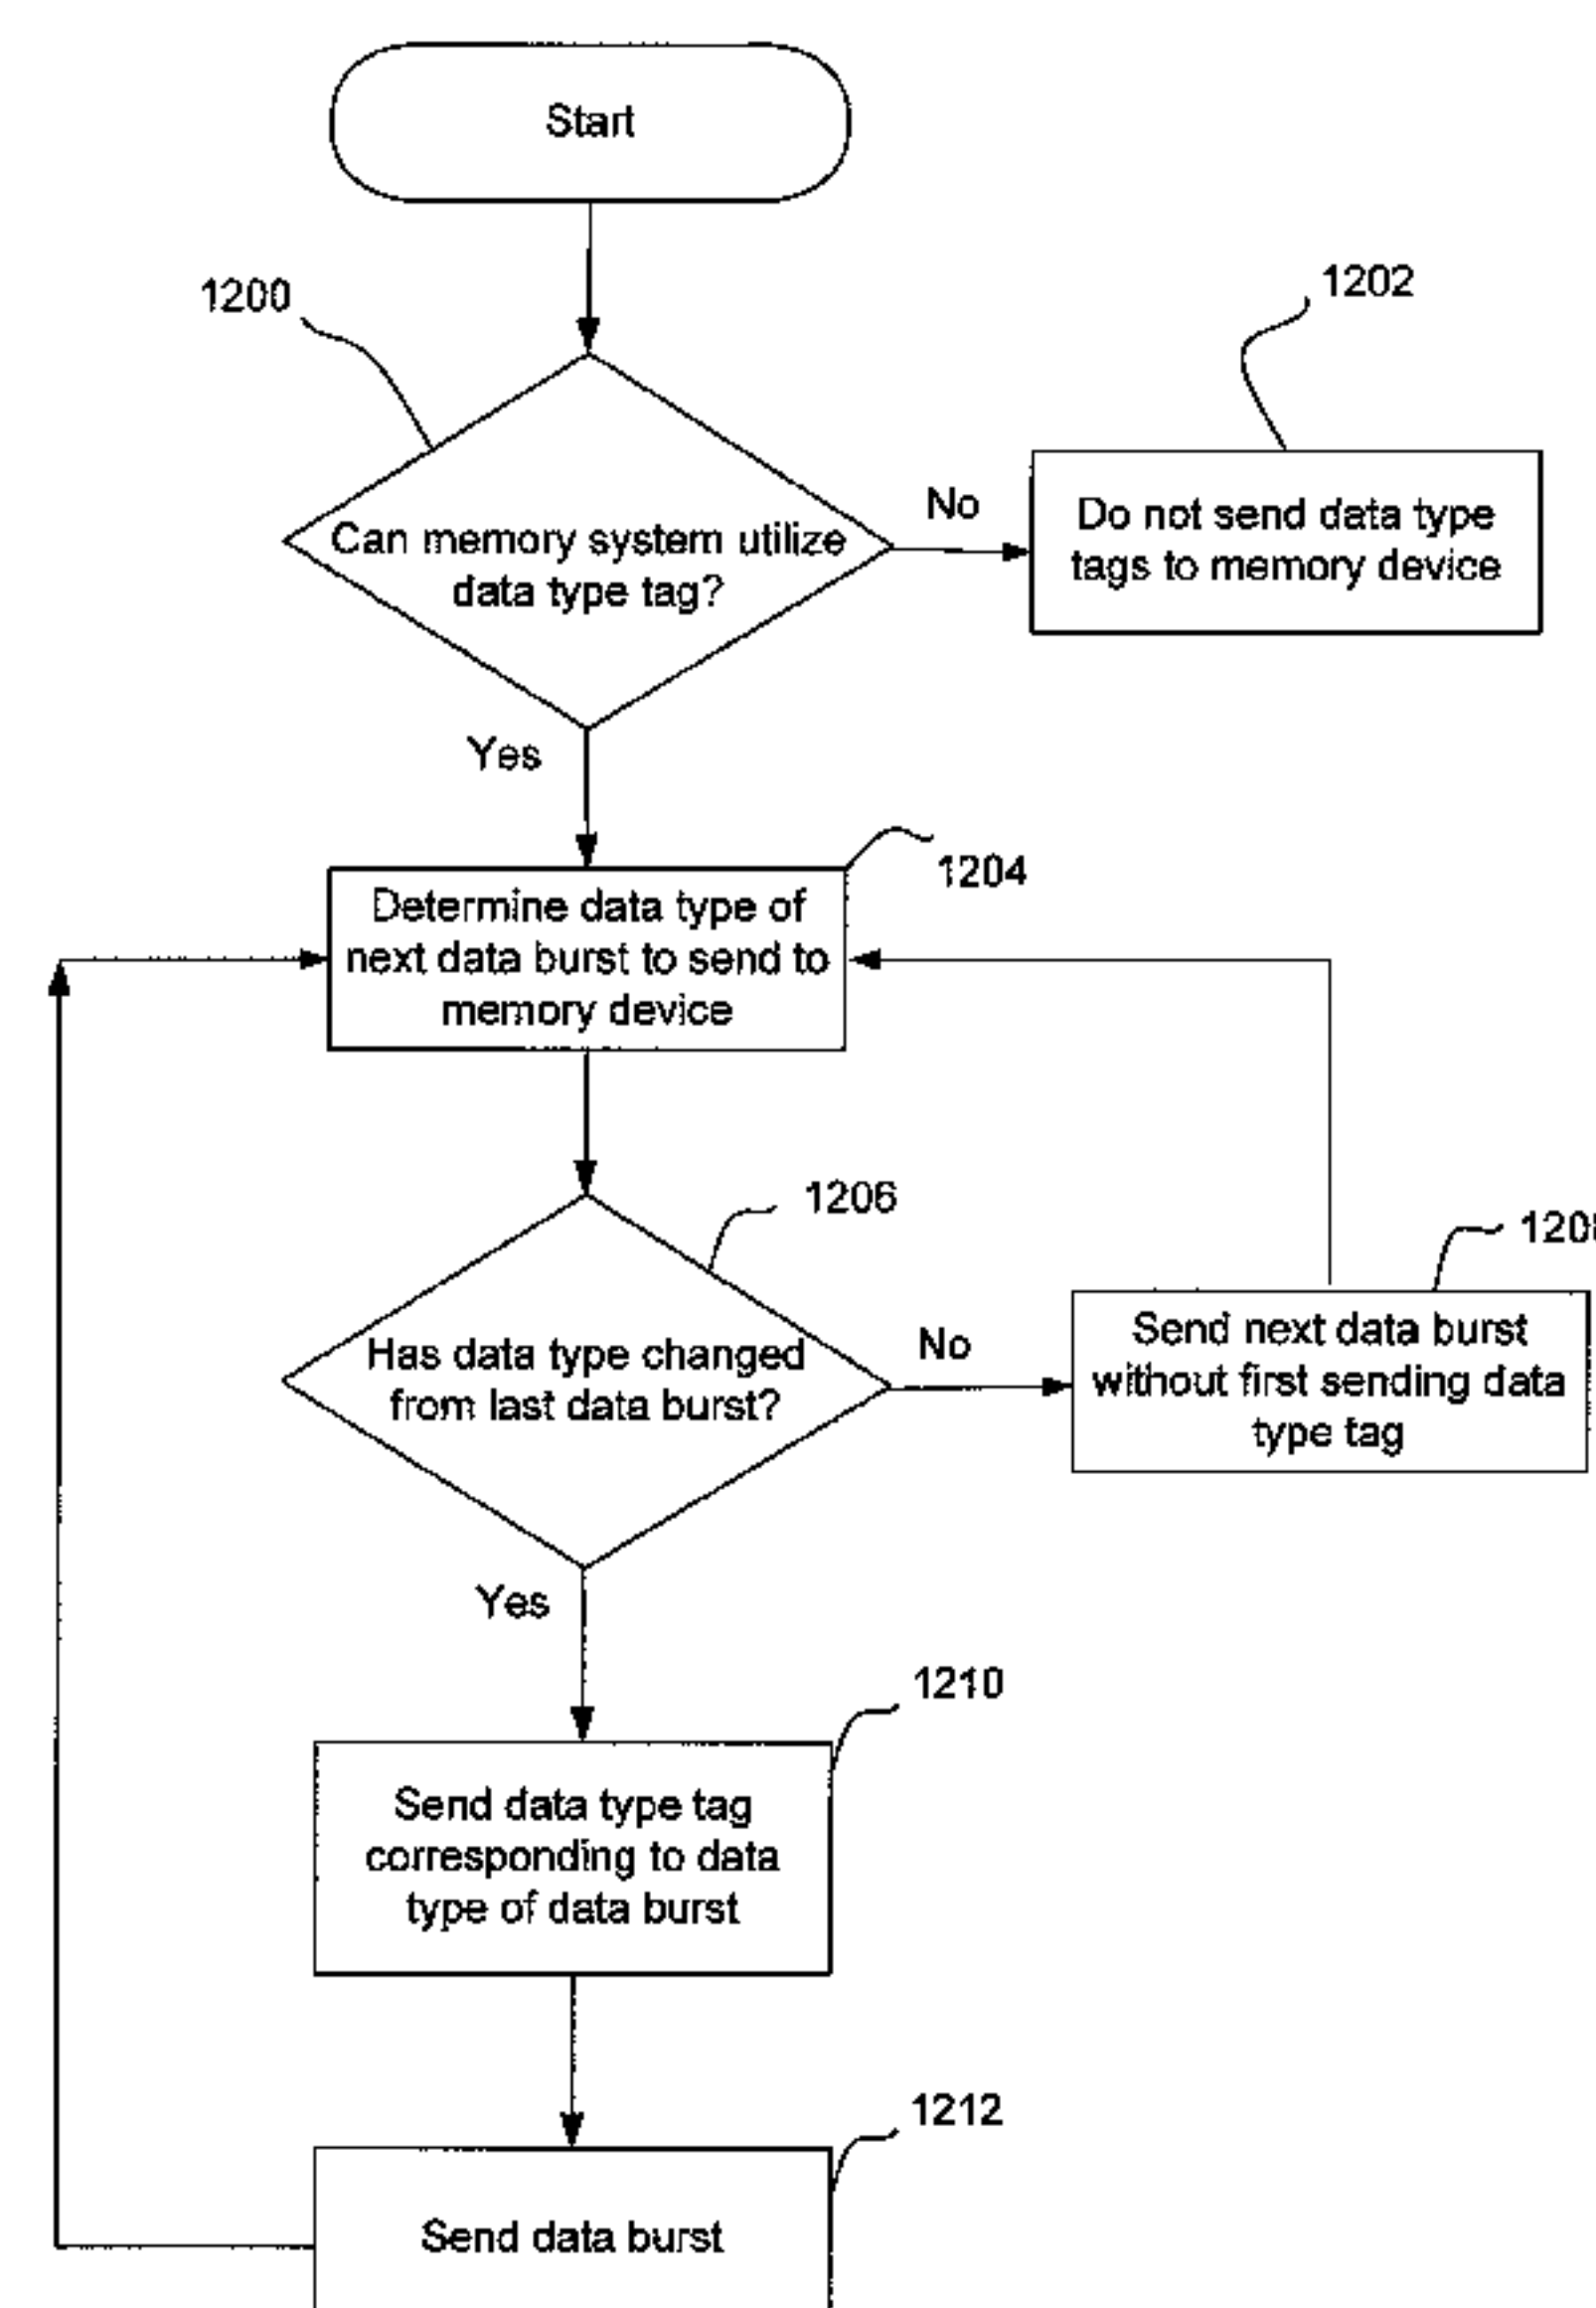 Start
1200
1202
Can memory system utilize
data type tag?
No
Do not send data type
tags to memory device
Yes
1204
Determine data type of
next data burst to send to
memory device
1206
Has data type changed
from last data burst?
No
Send next data burst
without first sending data
type tag
Yes
1210
Send data type tag
corresponding to data
type of data burst
1212
Send data burst